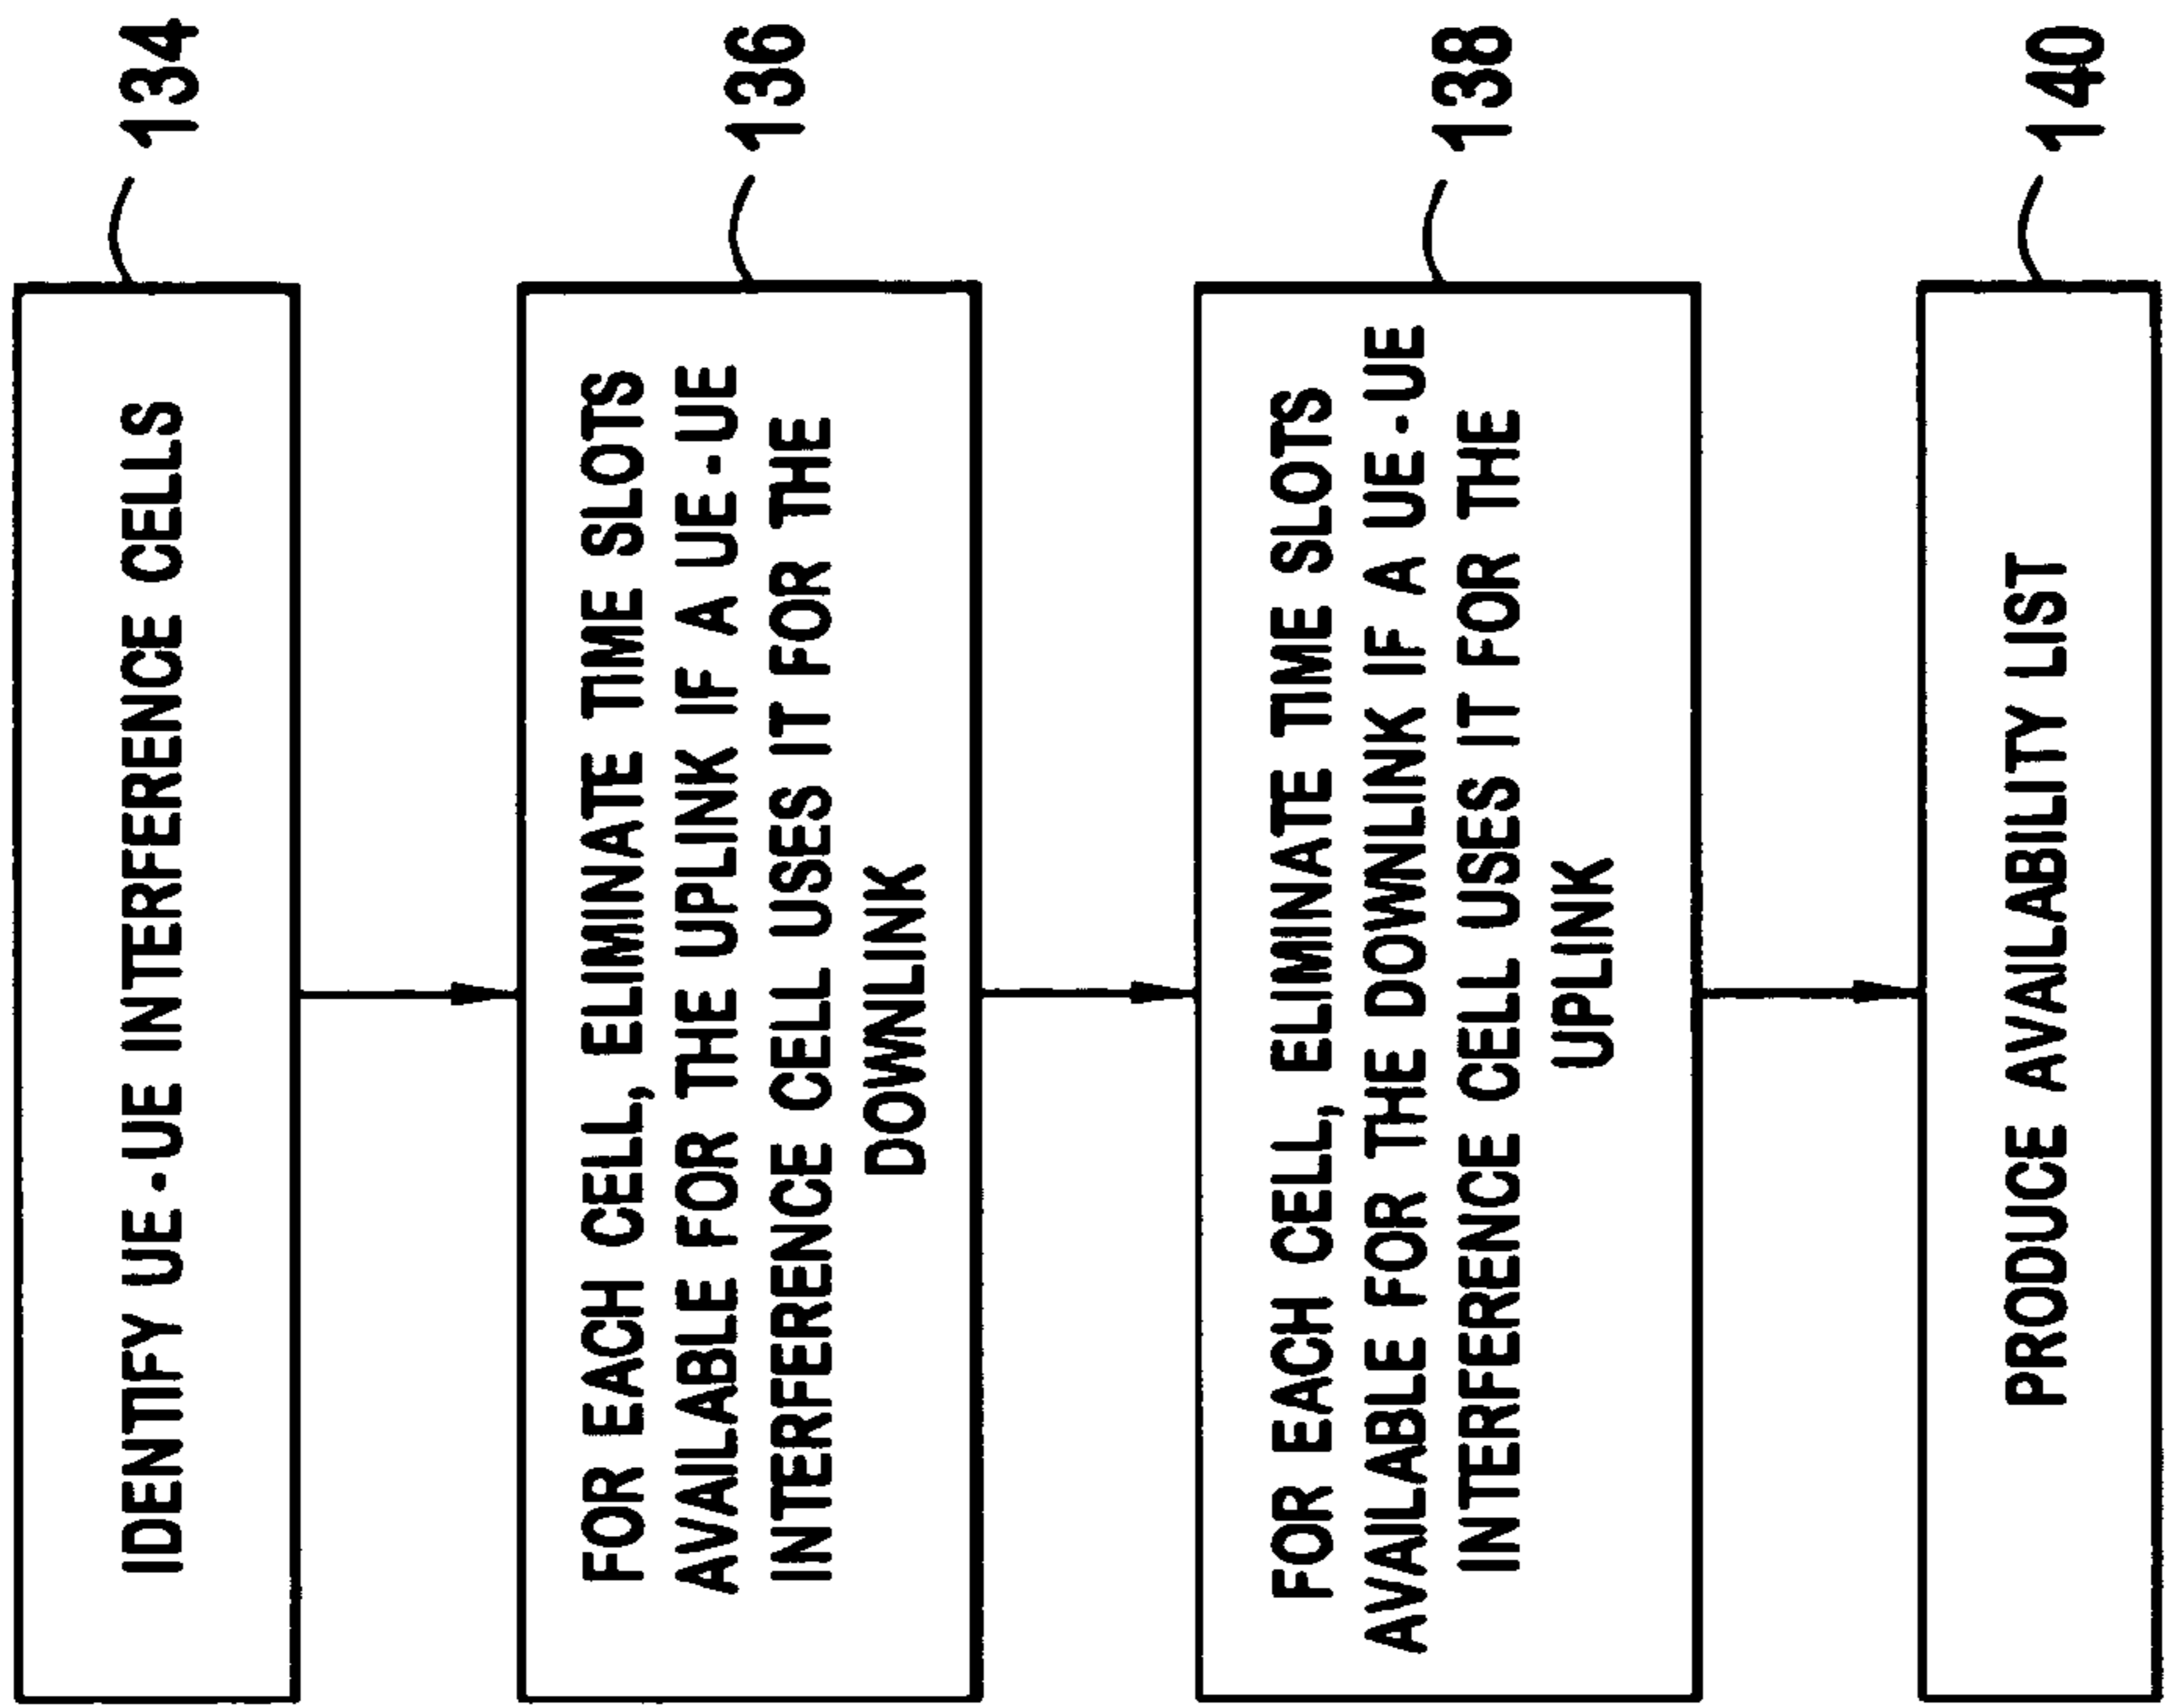 IDENTIFY UE-UE INTERFERENCE CELLS
134
FOR EACH CELL, ELIMINATE TIME SLOTS
AVAILABLE FOR THE UPLINK IF A UE-UE
INTERFERENCE CELL USES IT FOR THE
DOWNLINK
136
FOR EACH CELL, ELIMINATE TIME SLOTS
AVAILABLE FOR THE DOWNLINK IF A UE-UE
INTERFERENCE CELL USES IT FOR THE
UPLINK
138
PRODUCE AVAILABILITY LIST
140